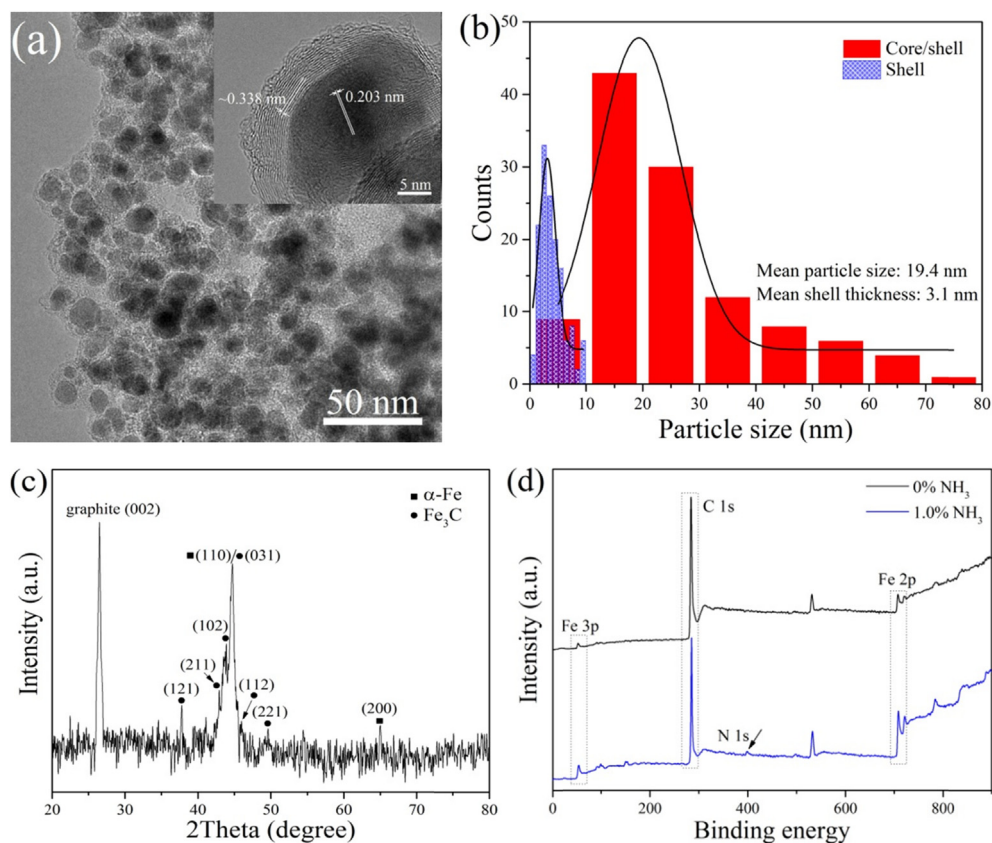 (a)
~0.338 nm
0.203 nm
5 nm
50 nm
(b)
50
40
30
20
10
0
Counts
Core/shell
Shell
Mean particle size: 19.4 nm
Mean shell thickness: 3.1 nm
0 10 20 30 40 50 60 70 80
Particle size (nm)
(c)
Intensity (a.u.)
graphite (002)
■ α-Fe
● Fe₃C
■ (110)/● (031)
(102)
(211)
(121)
(112)
(221)
(200)
20 30 40 50 60 70 80
2Theta (degree)
(d)
Intensity (a.u.)
0% NH₃
1.0% NH₃
C 1s
Fe 2p
Fe 3p
N 1s
0 200 400 600 800
Binding energy